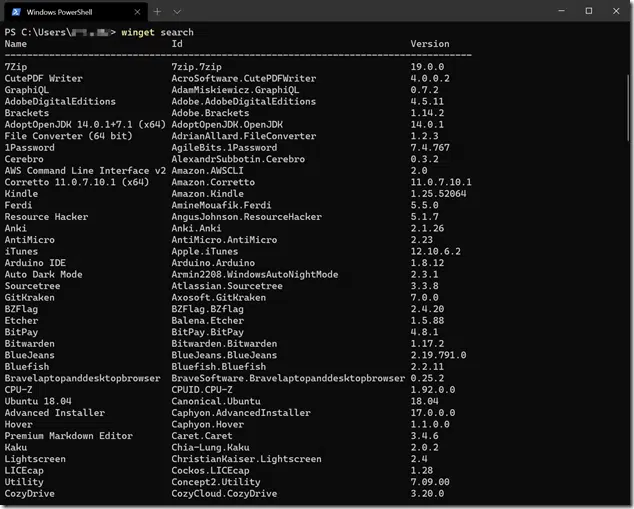 Windows PowerShell
PS C:\Users\ > winget search
Name Id Version
7Zip 7zip.7zip 19.0.0
CutePDF Writer AcroSoftware.CutePDFWriter 4.0.0.2
GraphiQL AdamMiskiewicz.GraphiQL 0.7.2
AdobeDigitalEditions Adobe.AdobeDigitalEditions 4.5.11
Brackets Adobe.Brackets 1.14.2
AdoptOpenJDK 14.0.1+7.1 (x64) AdoptOpenJDK.OpenJDK 14.0.1
File Converter (64 bit) AdrianAllard.FileConverter 1.2.3
1Password AgileBits.1Password 7.4.767
Cerebro AlexandrSubbotin.Cerebro 0.3.2
AWS Command Line Interface v2 Amazon.AWSCLI 2.0
Corretto 11.0.7.10.1 (x64) Amazon.Corretto 11.0.7.10.1
Kindle Amazon.Kindle 1.25.52064
Ferdi AmineMouafik.Ferdi 5.5.0
Resource Hacker AngusJohnson.ResourceHacker 5.1.7
Anki Anki.Anki 2.1.26
AntiMicro AntiMicro.AntiMicro 2.23
iTunes Apple.iTunes 12.10.6.2
Arduino IDE Arduino.Arduino 1.8.12
Auto Dark Mode Armin2208.WindowsAutoNightMode 2.3.1
Sourcetree Atlassian.Sourcetree 3.3.8
GitKraken Axosoft.GitKraken 7.0.0
BZFlag BZFlag.BZflag 2.4.20
Etcher Balena.Etcher 1.5.88
BitPay BitPay.BitPay 4.8.1
Bitwarden Bitwarden.Bitwarden 1.17.2
BlueJeans BlueJeans.BlueJeans 2.19.791.0
Bluefish Bluefish.Bluefish 2.2.11
Bravelaptopanddesktopbrowser BraveSoftware.Bravelaptopanddesktopbrowser 0.25.2
CPU-Z CPUID.CPU-Z 1.92.0.0
Ubuntu 18.04 Canonical.Ubuntu 18.04
Advanced Installer Caphyon.AdvancedInstaller 17.0.0.0
Hover Caphyon.Hover 1.1.0.0
Premium Markdown Editor Caret.Caret 3.4.6
Kaku Chia-Lung.Kaku 2.0.2
Lightscreen ChristianKaiser.Lightscreen 2.4
LICEcap Cockos.LICEcap 1.28
Utility Concept2.Utility 7.09.00
CozyDrive CozyCloud.CozyDrive 3.20.0